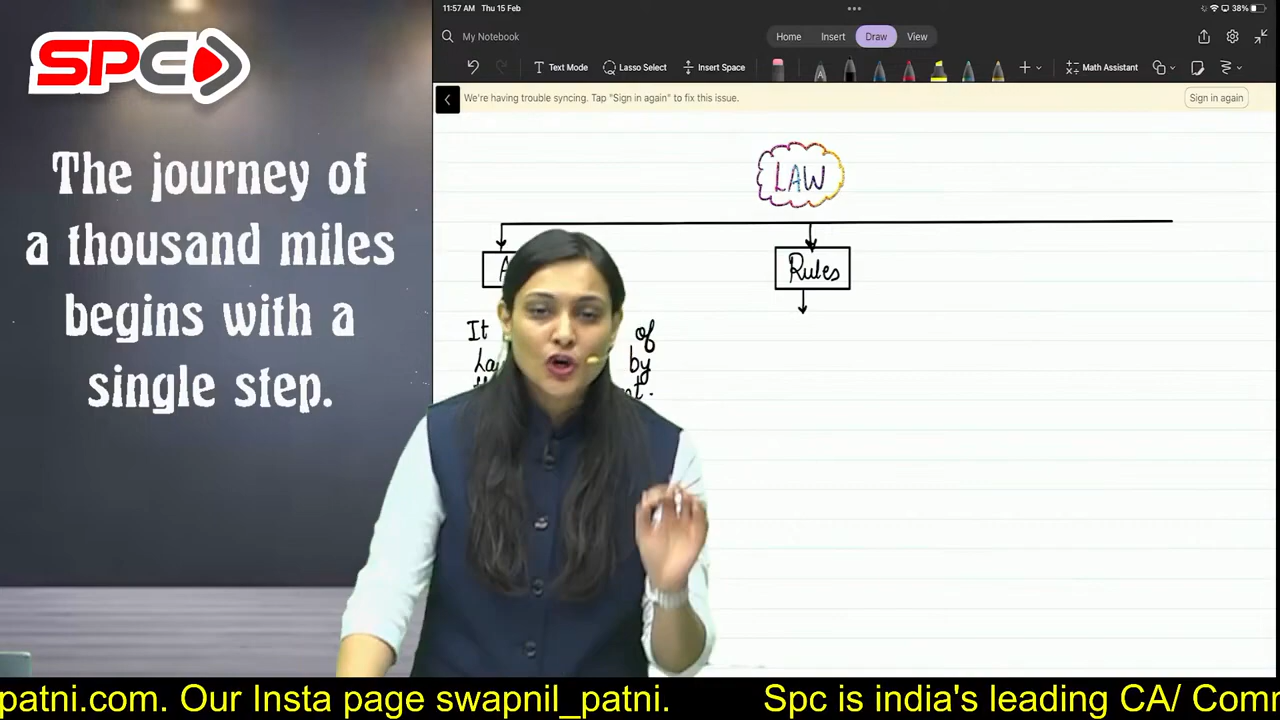 SPC
The journey of
a thousand miles
begins with a
single step.
11:57 AM Thu 15 Feb
38%
My Notebook
Home Insert Draw View
Text Mode Lasso Select Insert Space Math Assistant
We're having trouble syncing. Tap "Sign in again" to fix this issue. Sign in again
LAW
Rules
It of
by
patni.com. Our Insta page swapnil_patni. Spc is india's leading CA/